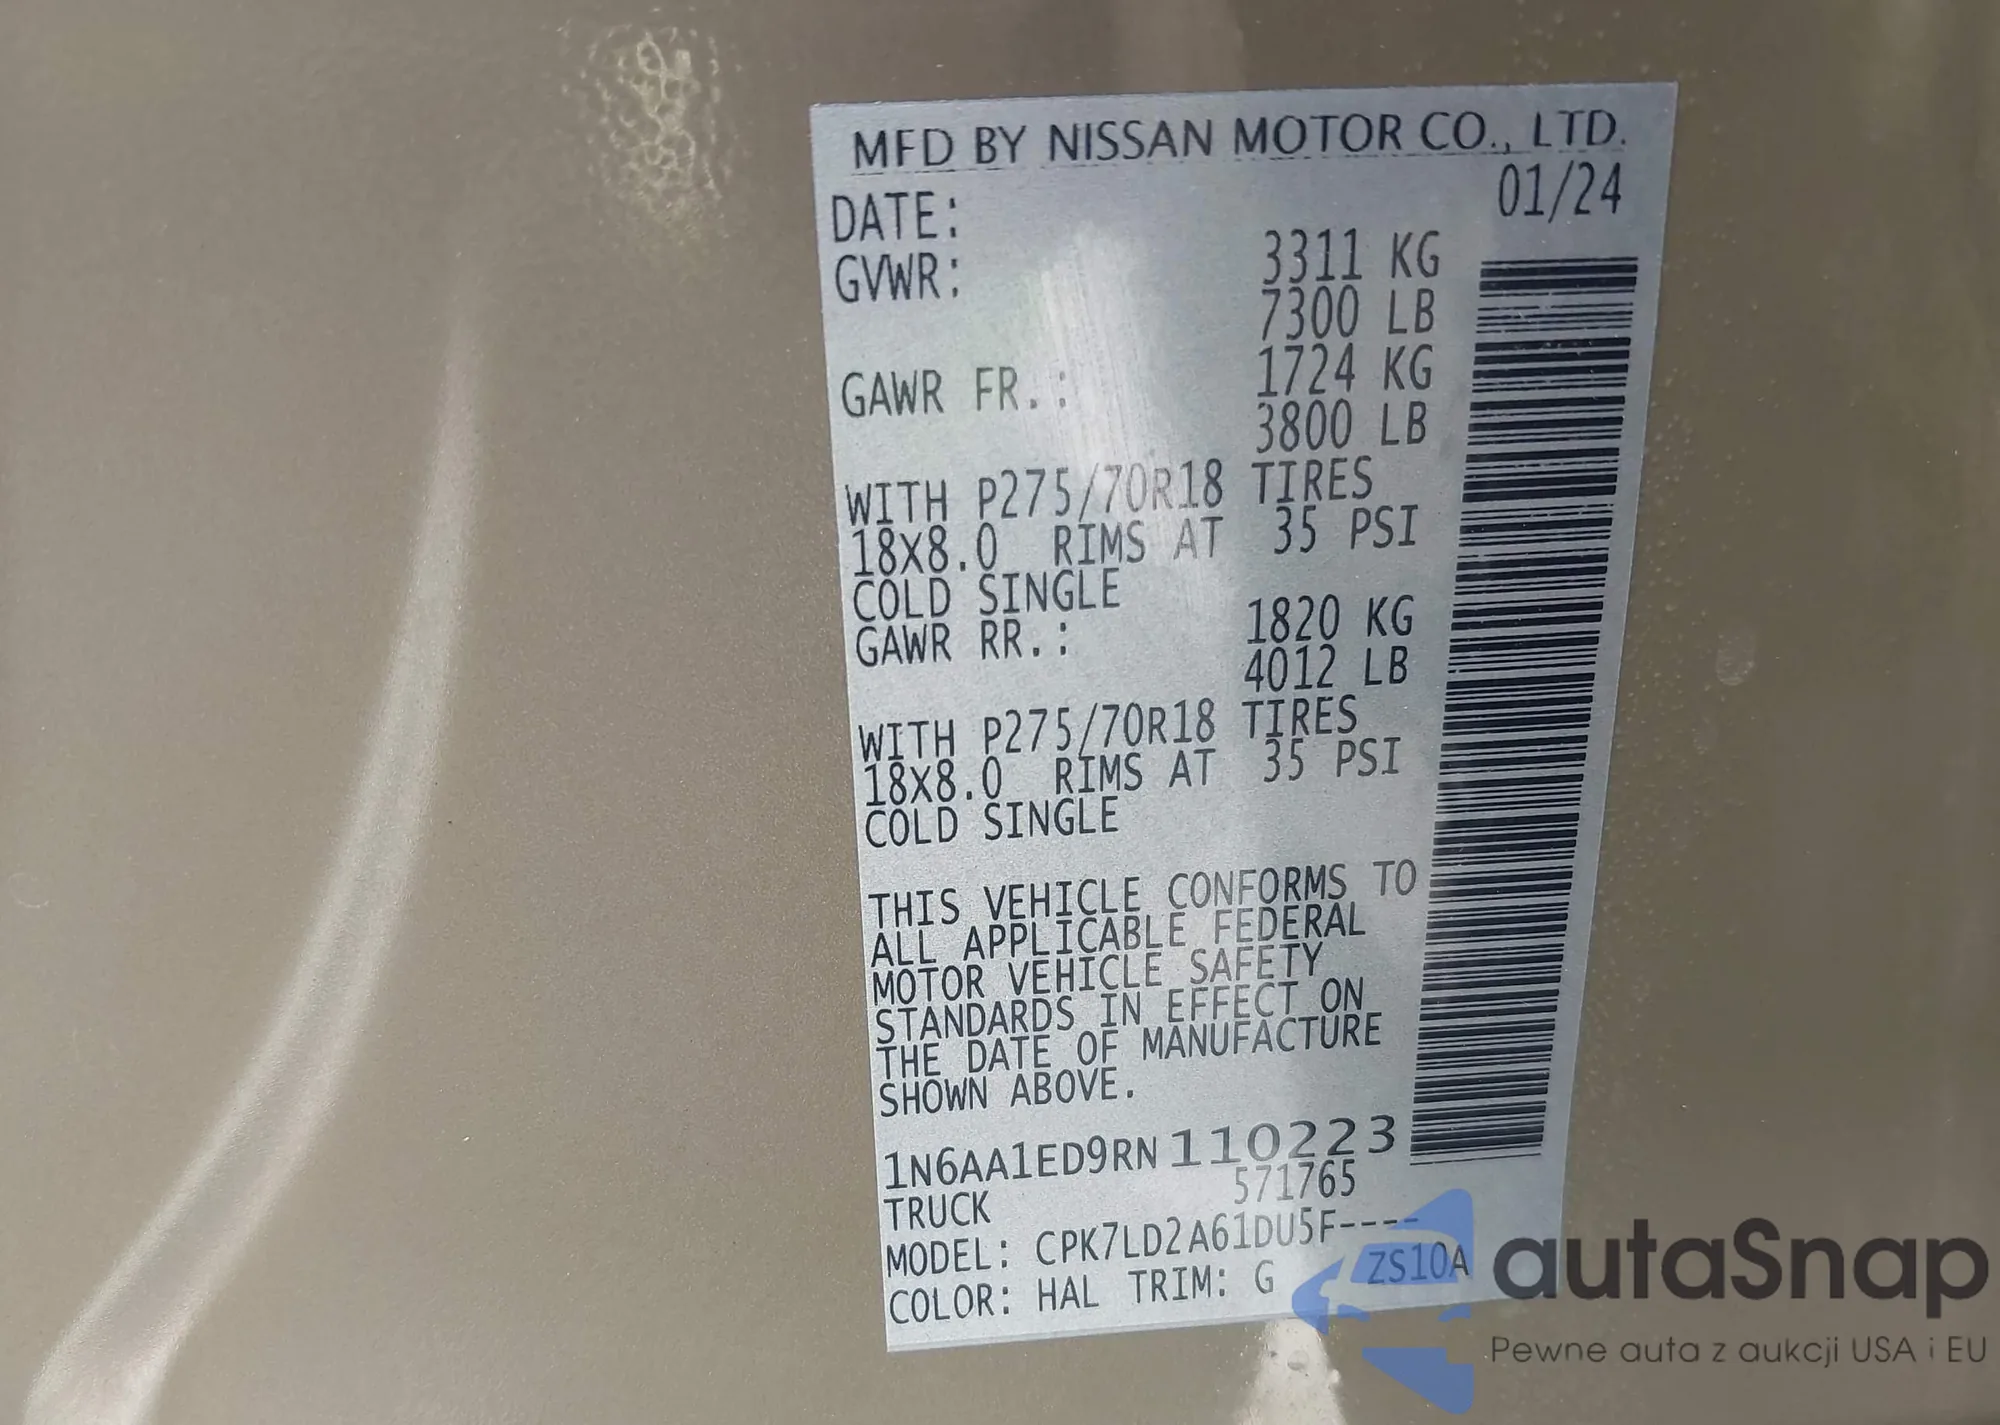 MFD BY NISSAN MOTOR CO., LTD.
DATE: 01/24
GVWR: 3311 KG
7300 LB
GAWR FR.: 1724 KG
3800 LB
WITH P275/70R18 TIRES
18X8.0 RIMS AT 35 PSI
COLD SINGLE
GAWR RR.: 1820 KG
4012 LB
WITH P275/70R18 TIRES
18X8.0 RIMS AT 35 PSI
COLD SINGLE
THIS VEHICLE CONFORMS TO
ALL APPLICABLE FEDERAL
MOTOR VEHICLE SAFETY
STANDARDS IN EFFECT ON
THE DATE OF MANUFACTURE
SHOWN ABOVE.
1N6AA1ED9RN110223
TRUCK 571765
MODEL: CPK7LD2A61DU5F----
COLOR: HAL TRIM: G ZS10A
autaSnap
Pewne auta z aukcji USA i EU